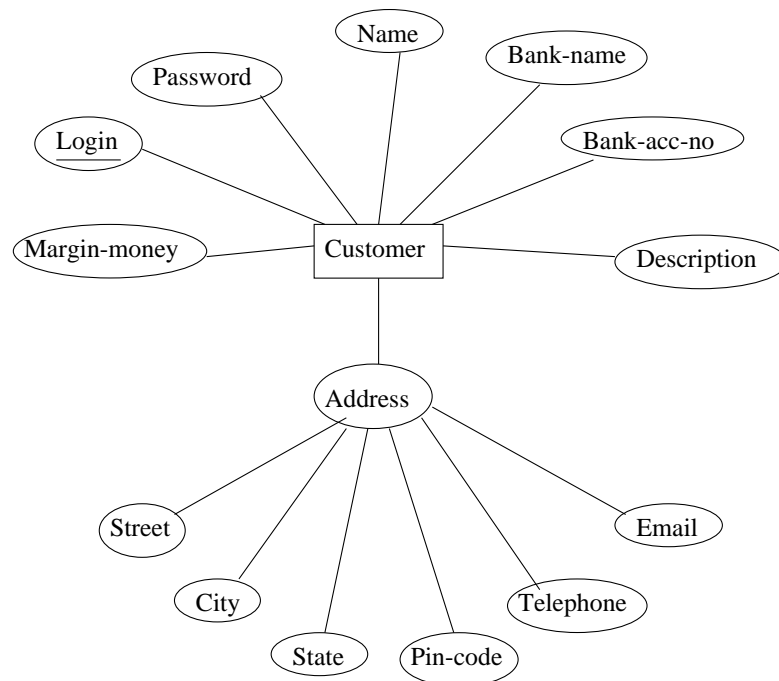 Name
Bank-name
Password
Login
Bank-acc-no
Margin-money
Customer
Description
Address
Street
Email
City
Telephone
State
Pin-code